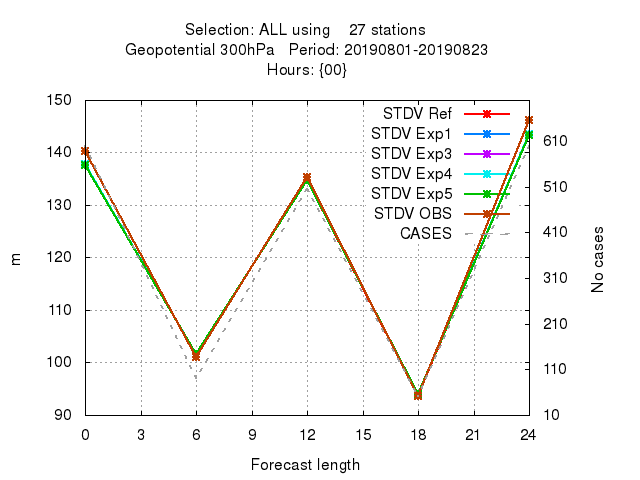 Selection: ALL using    27 stations
Geopotential 300hPa   Period: 20190801-20190823
Hours: {00}
150
140
130
120
110
100
90
m
STDV Ref
STDV Exp1
STDV Exp3
STDV Exp4
STDV Exp5
STDV OBS
CASES
610
510
410
310
210
110
10
No cases
0 3 6 9 12 15 18 21 24
Forecast length